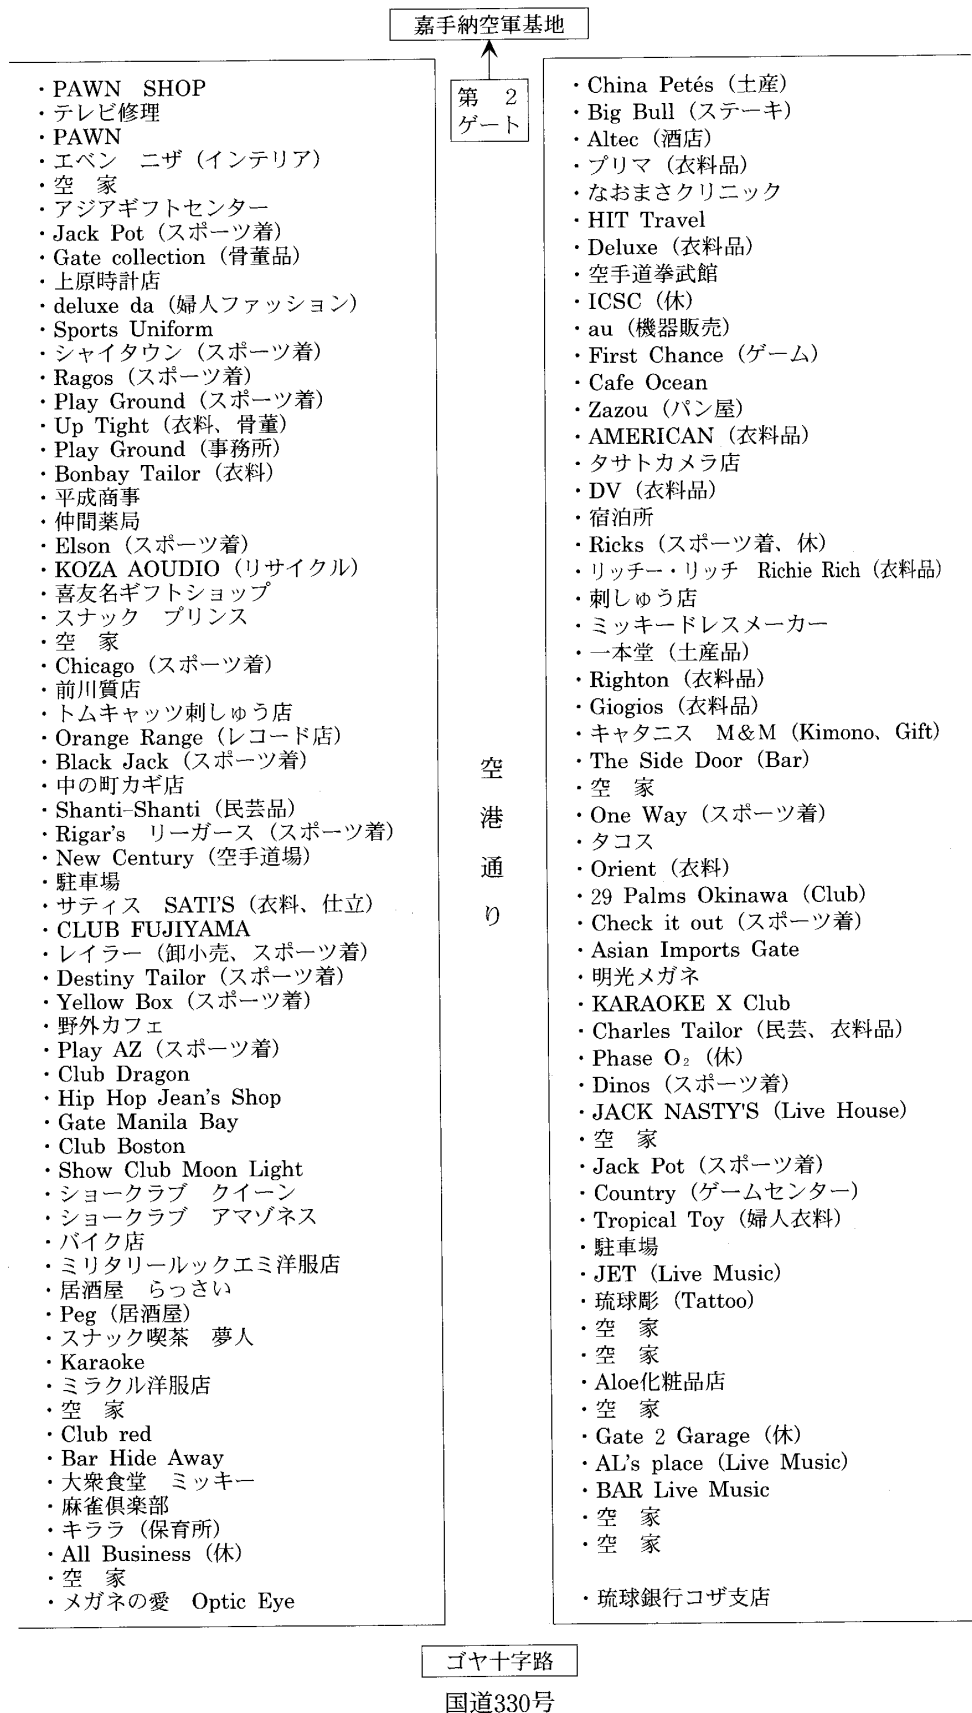 嘉手納空軍基地
第 2
ゲート
・PAWN SHOP
・テレビ修理
・PAWN
・エベン ニザ(インテリア)
・空 家
・アジアギフトセンター
・Jack Pot(スポーツ着)
・Gate collection(骨董品)
・上原時計店
・deluxe da(婦人ファッション)
・Sports Uniform
・シャイタウン(スポーツ着)
・Ragos(スポーツ着)
・Play Ground(スポーツ着)
・Up Tight(衣料、骨董)
・Play Ground(事務所)
・Bonbay Tailor(衣料)
・平成商事
・仲間薬局
・Elson(スポーツ着)
・KOZA AOUDIO(リサイクル)
・喜友名ギフトショップ
・スナック プリンス
・空 家
・Chicago(スポーツ着)
・前川質店
・トムキャッツ刺しゅう店
・Orange Range(レコード店)
・Black Jack(スポーツ着)
・中の町カギ店
・Shanti-Shanti(民芸品)
・Rigar's リーガース(スポーツ着)
・New Century(空手道場)
・駐車場
・サティス SATI'S(衣料、仕立)
・CLUB FUJIYAMA
・レイラー(卸小売、スポーツ着)
・Destiny Tailor(スポーツ着)
・Yellow Box(スポーツ着)
・野外カフェ
・Play AZ(スポーツ着)
・Club Dragon
・Hip Hop Jean's Shop
・Gate Manila Bay
・Club Boston
・Show Club Moon Light
・ショークラブ クイーン
・ショークラブ アマゾネス
・バイク店
・ミリタリールックエミ洋服店
・居酒屋 らっさい
・Peg(居酒屋)
・スナック喫茶 夢人
・Karaoke
・ミラクル洋服店
・空 家
・Club red
・Bar Hide Away
・大衆食堂 ミッキー
・麻雀倶楽部
・キララ(保育所)
・All Business(休)
・空 家
・メガネの愛 Optic Eye
空港通り
・China Petés(土産)
・Big Bull(ステーキ)
・Altec(酒店)
・プリマ(衣料品)
・なおまさクリニック
・HIT Travel
・Deluxe(衣料品)
・空手道拳武館
・ICSC(休)
・au(機器販売)
・First Chance(ゲーム)
・Cafe Ocean
・Zazou(パン屋)
・AMERICAN(衣料品)
・タサトカメラ店
・DV(衣料品)
・宿泊所
・Ricks(スポーツ着、休)
・リッチー・リッチ Richie Rich(衣料品)
・刺しゅう店
・ミッキードレスメーカー
・一本堂(土産品)
・Righton(衣料品)
・Giogios(衣料品)
・キャタニス M&M(Kimono、Gift)
・The Side Door(Bar)
・空 家
・One Way(スポーツ着)
・タコス
・Orient(衣料)
・29 Palms Okinawa(Club)
・Check it out(スポーツ着)
・Asian Imports Gate
・明光メガネ
・KARAOKE X Club
・Charles Tailor(民芸、衣料品)
・Phase O₂(休)
・Dinos(スポーツ着)
・JACK NASTY'S(Live House)
・空 家
・Jack Pot(スポーツ着)
・Country(ゲームセンター)
・Tropical Toy(婦人衣料)
・駐車場
・JET(Live Music)
・琉球彫(Tattoo)
・空 家
・空 家
・Aloe化粧品店
・空 家
・Gate 2 Garage(休)
・AL's place(Live Music)
・BAR Live Music
・空 家
・空 家
・琉球銀行コザ支店
ゴヤ十字路
国道330号